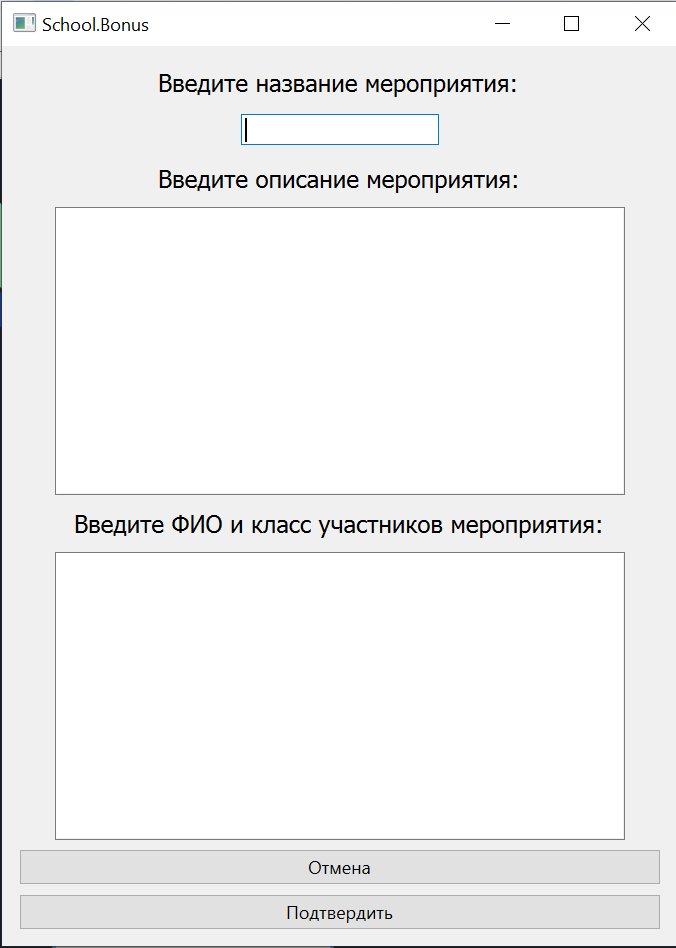 School.Bonus
Введите название мероприятия:
Введите описание мероприятия:
Введите ФИО и класс участников мероприятия:
Отмена
Подтвердить